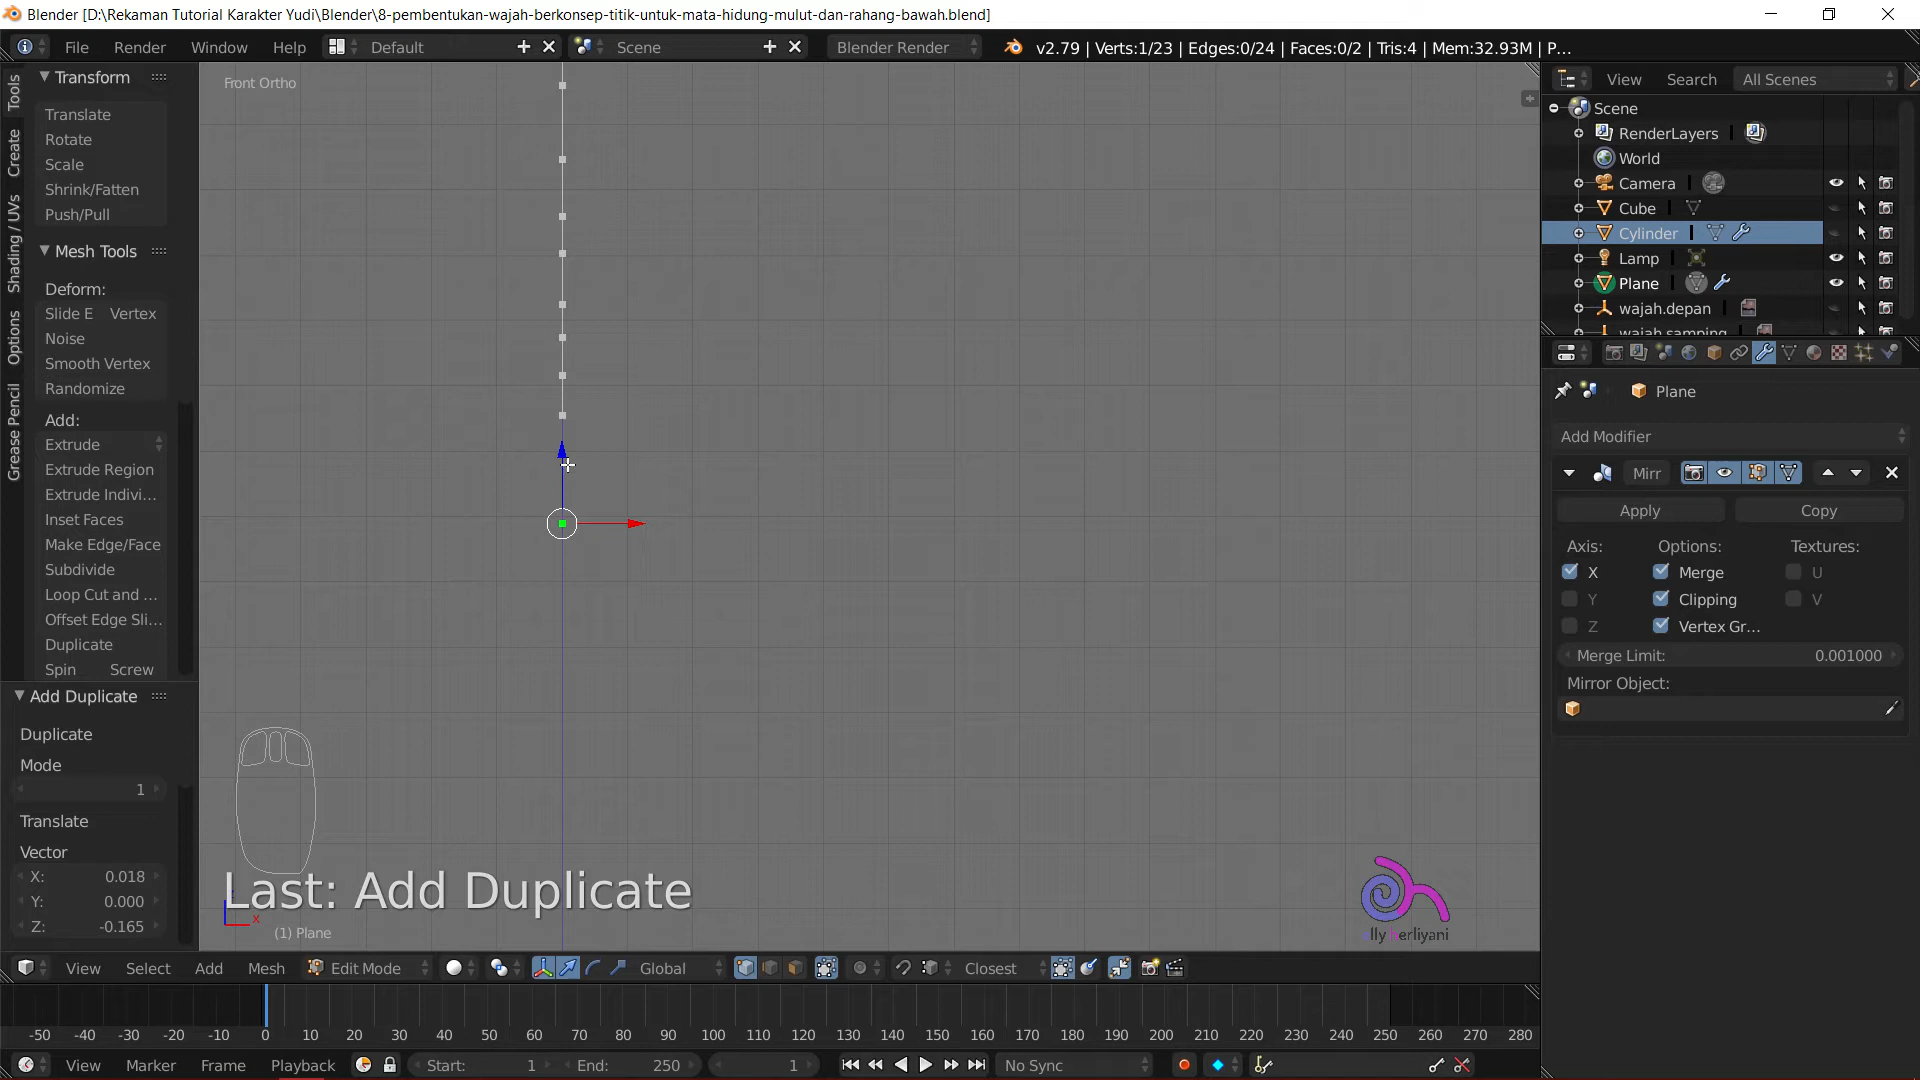 Blender [D:\Rekaman Tutorial Karakter Yudi\Blender\8-pembentukan-wajah-berkonsep-titik-untuk-mata-hidung-mulut-dan-rahang-bawah.blend]
File Render Window Help Default Scene Blender Render v2.79 | Verts:1/23 | Edges:0/24 | Faces:0/2 | Tris:4 | Mem:32.93M | P...
Tools
Create
Shading / UVs
Options
Grease Pencil
Transform
Translate
Rotate
Scale
Shrink/Fatten
Push/Pull
Mesh Tools
Deform:
Slide E Vertex
Noise
Smooth Vertex
Randomize
Add:
Extrude
Extrude Region
Extrude Indivi...
Inset Faces
Make Edge/Face
Subdivide
Loop Cut and ...
Offset Edge Sli...
Duplicate
Spin Screw
Add Duplicate
Duplicate
Mode
1
Translate
Vector
X: 0.018
Y: 0.000
Z: -0.165
Front Ortho
Last: Add Duplicate
x
(1) Plane
elly herliyani
View Search All Scenes
Scene
RenderLayers
World
Camera
Cube
Cylinder
Lamp
Plane
wajah.depan
wajah.samping
Plane
Add Modifier
Mirr
Apply Copy
Axis: Options: Textures:
X Merge U
Y Clipping V
Z Vertex Gr...
Merge Limit: 0.001000
Mirror Object:
View Select Add Mesh Edit Mode Global Closest
-50 -40 -30 -20 -10 0 10 20 30 40 50 60 70 80 90 100 110 120 130 140 150 160 170 180 190 200 210 220 230 240 250 260 270 280
View Marker Frame Playback Start: 1 End: 250 1 No Sync